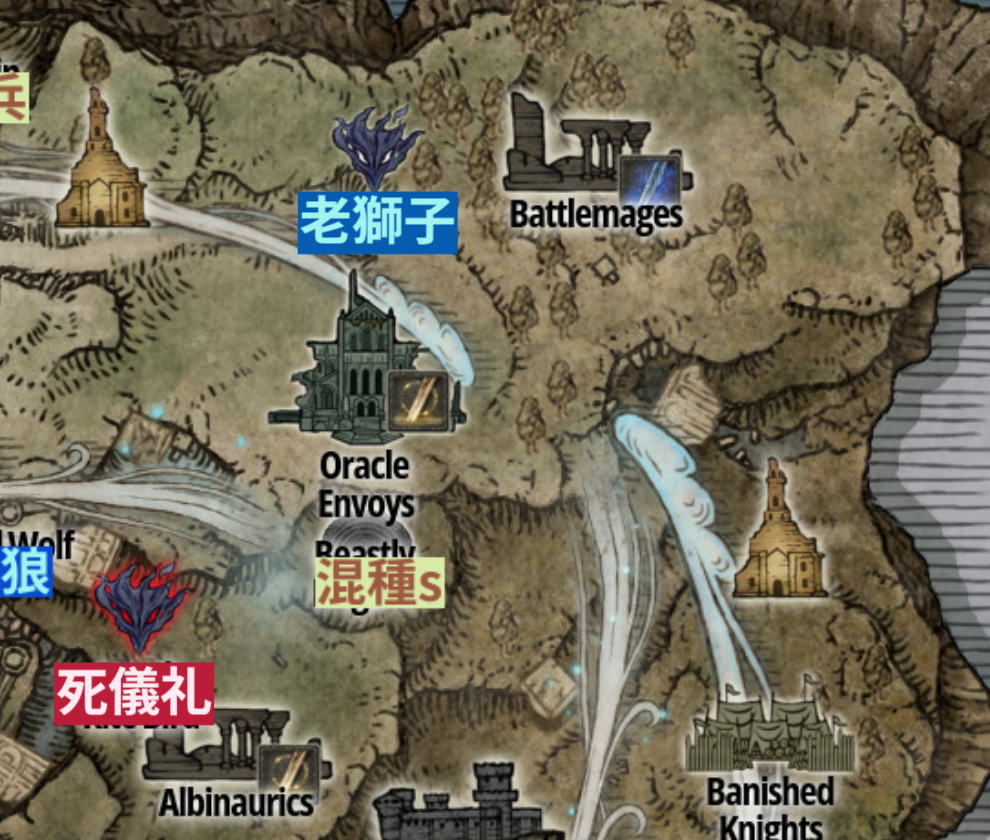 兵
老獅子
Battlemages
Oracle
Envoys
Wolf
狼
Beastly
混種s
死儀礼
Albinaurics
Banished
Knights